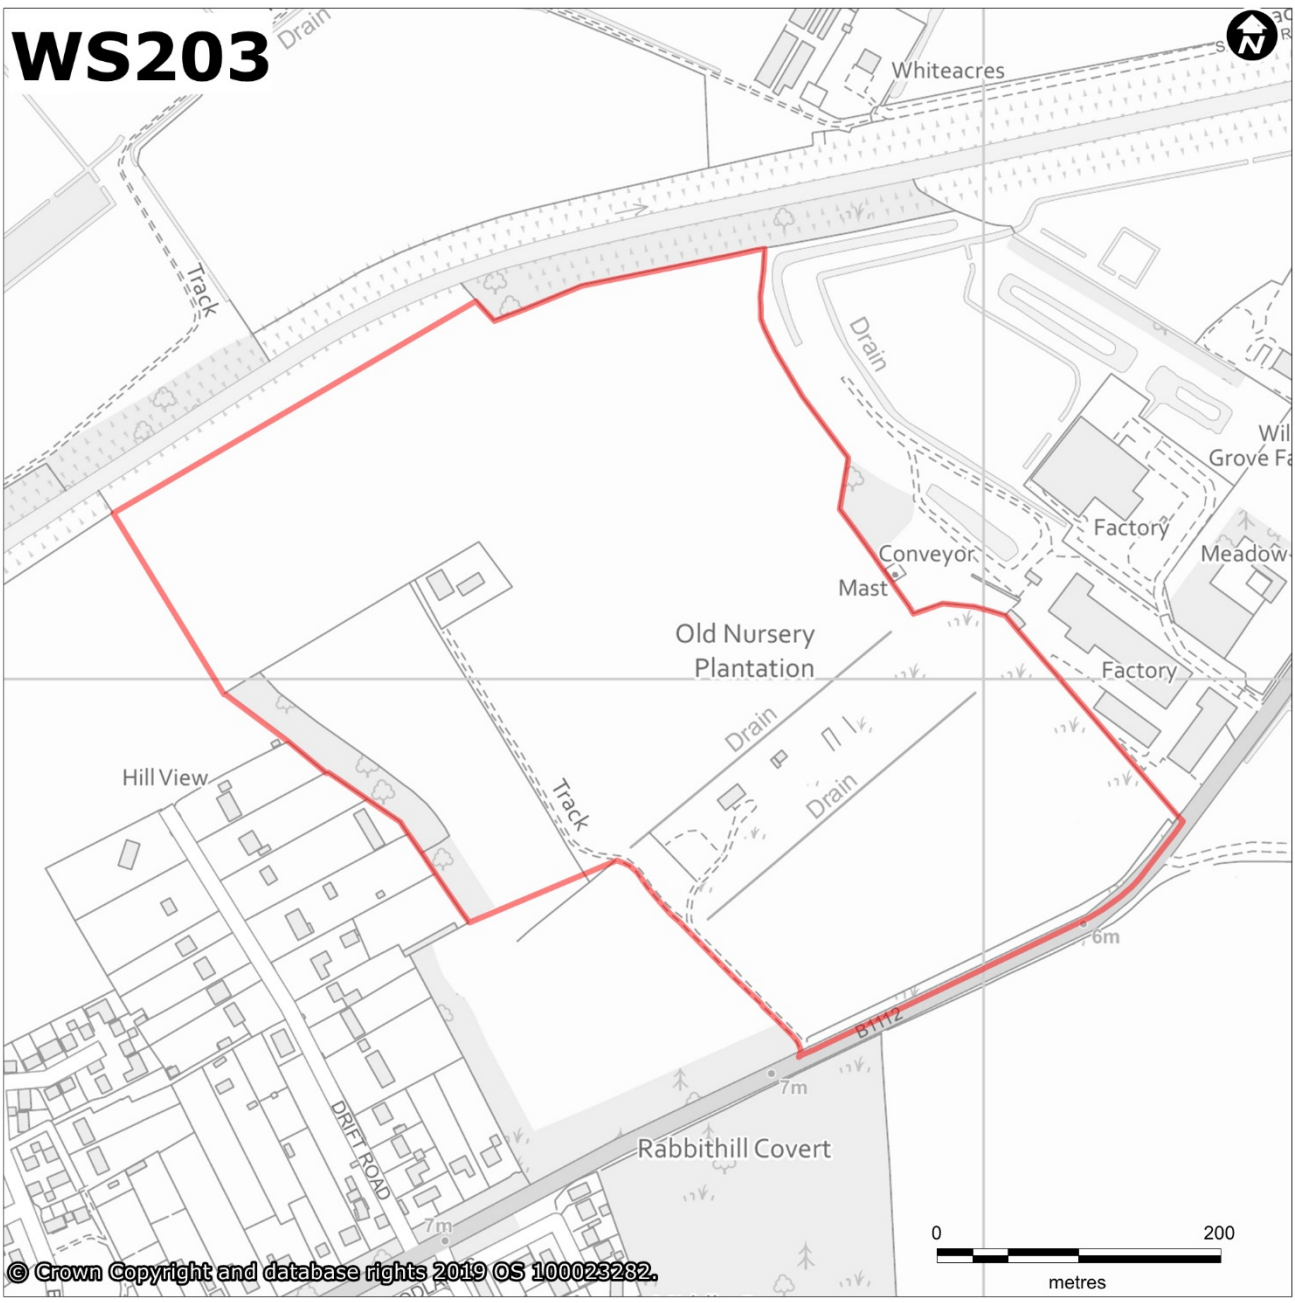 WS203
Drain
N
Whiteacres
Track
Drain
Wil
Grove Fa
Factory
Meadow
Conveyor
Mast
Old Nursery
Plantation
Factory
Drain
Hill View
Track
Drain
6m
B1112
7m
DRIFT ROAD
Rabbithill Covert
7m
0 200
metres
© Crown Copyright and database rights 2019 OS 100023282.